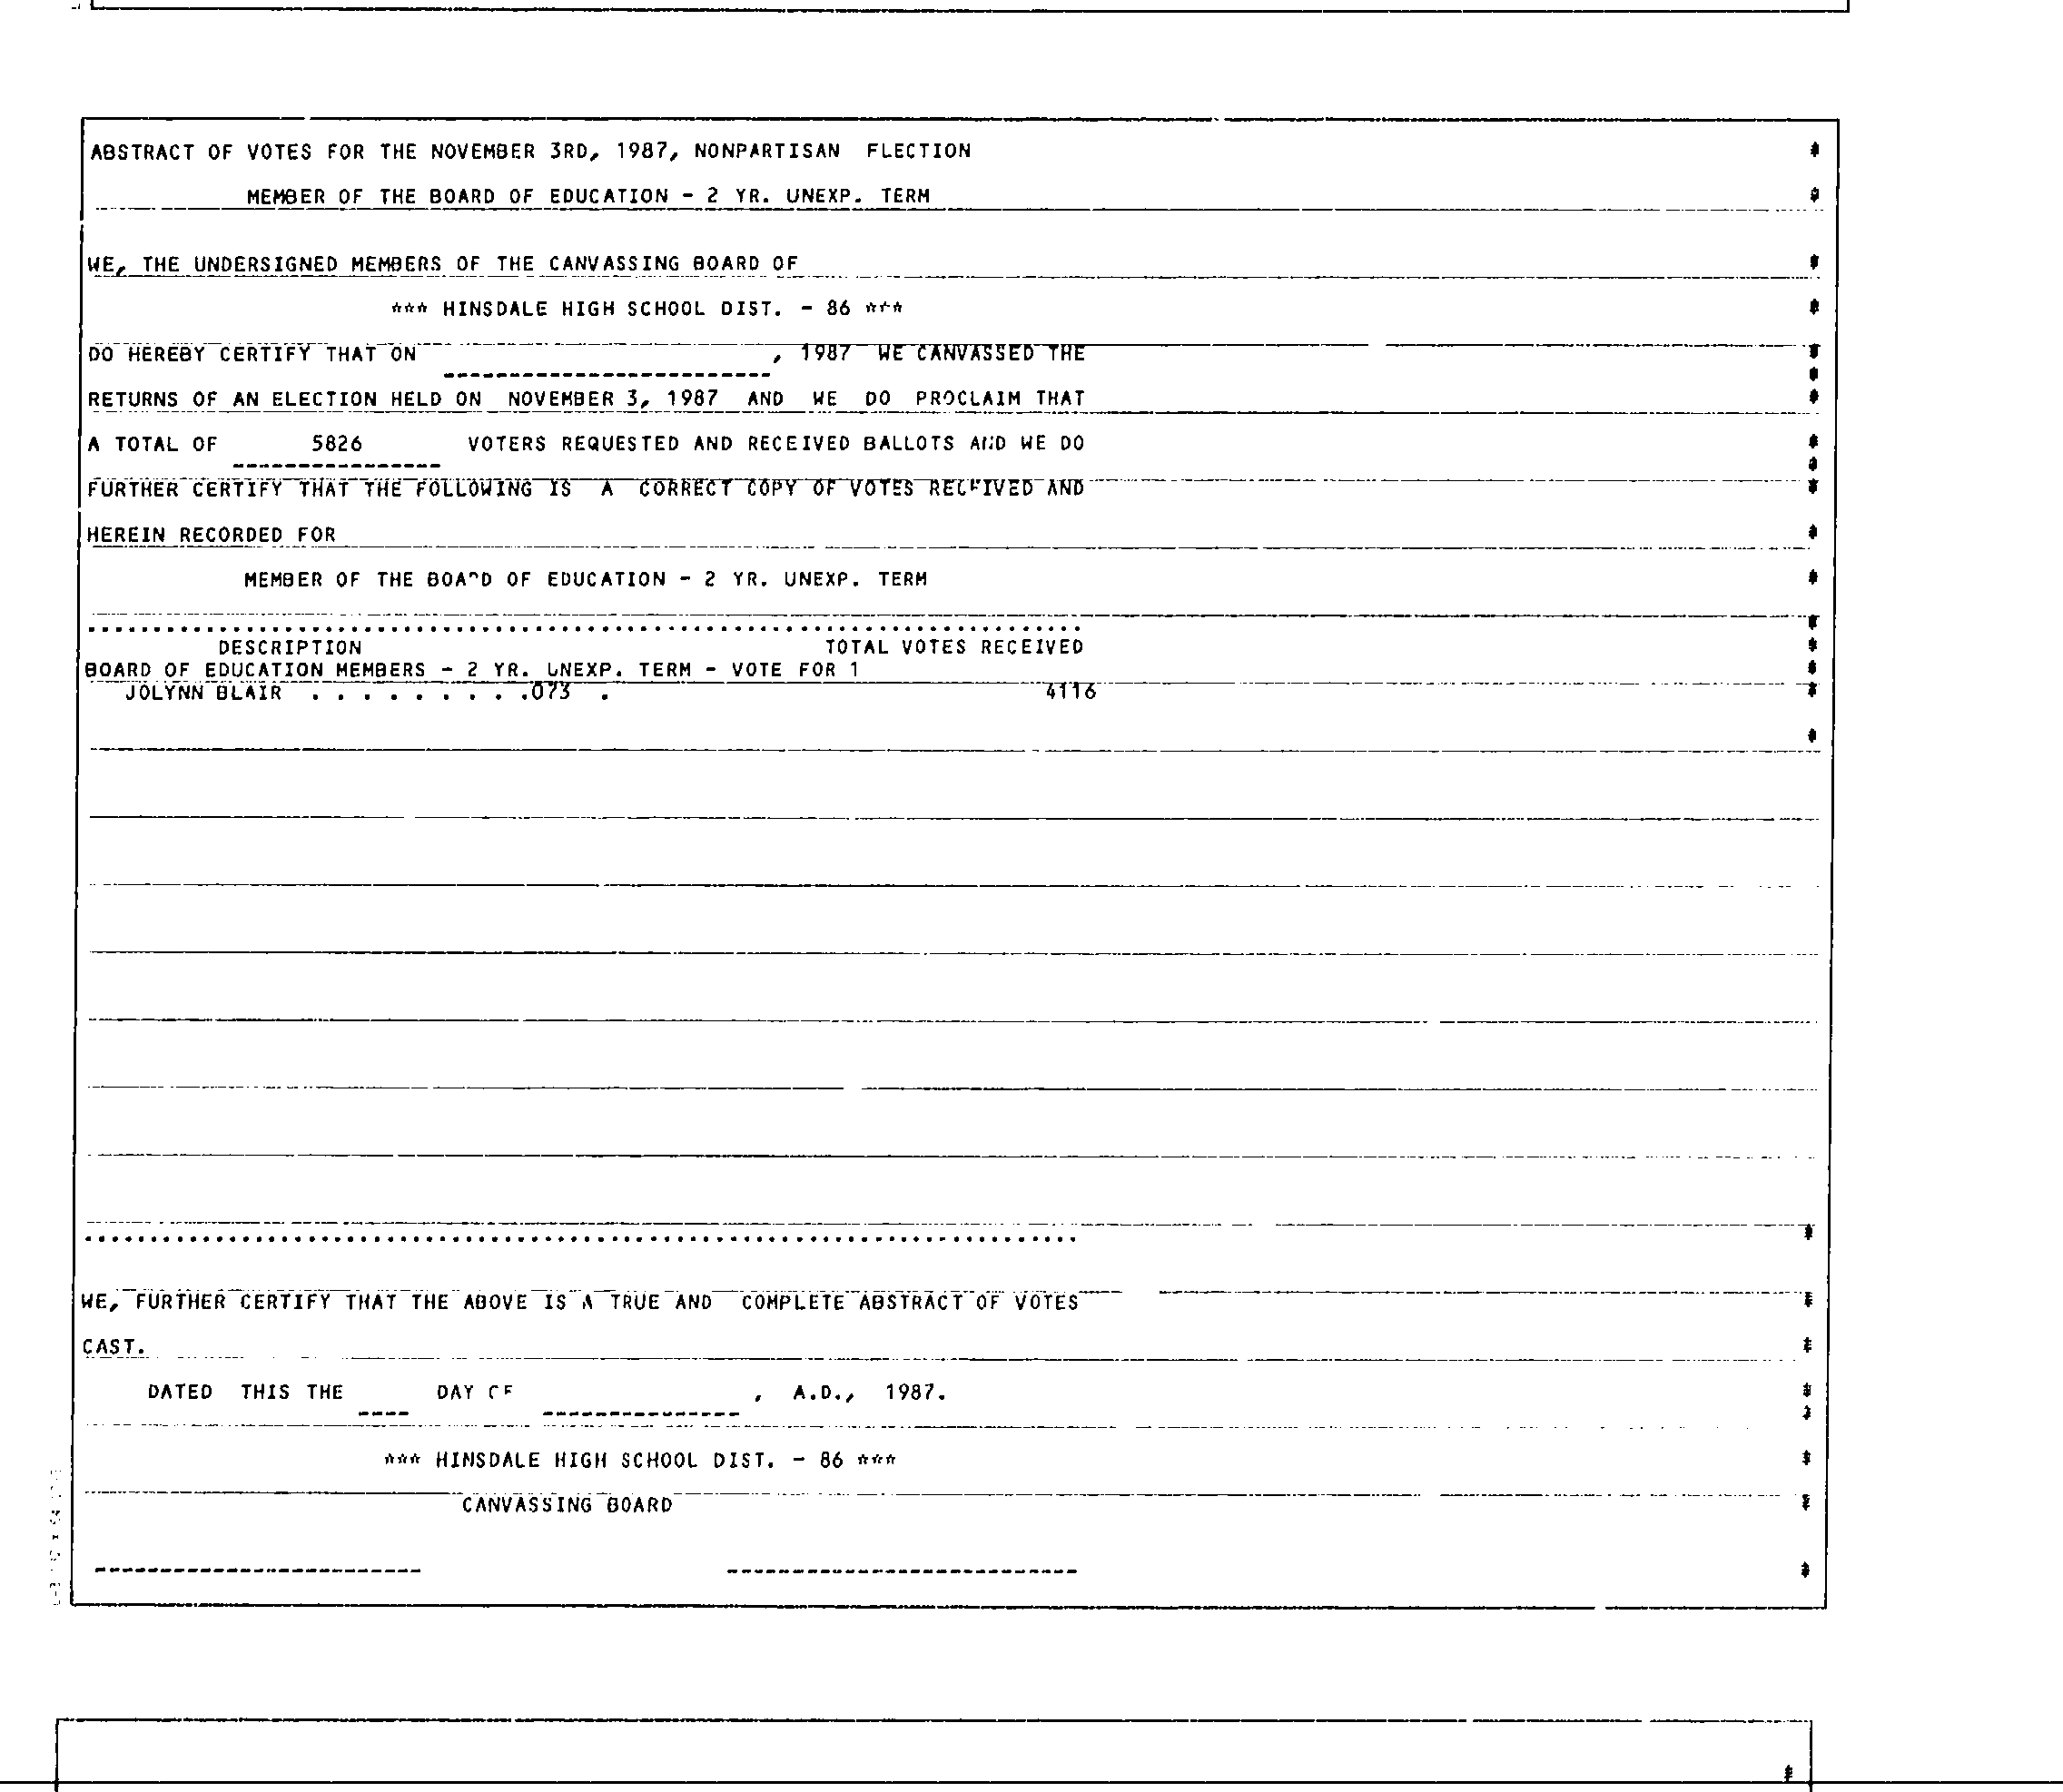 ABSTRACT OF VOTES FOR THE NOVEMBER 3RD, 1987, NONPARTISAN FLECTION
MEMBER OF THE BOARD OF EDUCATION - 2 YR. UNEXP. TERM
WE, THE UNDERSIGNED MEMBERS OF THE CANVASSING BOARD OF
*** HINSDALE HIGH SCHOOL DIST. - 86 ***
DO HEREBY CERTIFY THAT ON , 1987 WE CANVASSED THE
RETURNS OF AN ELECTION HELD ON NOVEMBER 3, 1987 AND WE DO PROCLAIM THAT
A TOTAL OF 5826 VOTERS REQUESTED AND RECEIVED BALLOTS AND WE DO
FURTHER CERTIFY THAT THE FOLLOWING IS A CORRECT COPY OF VOTES RECEIVED AND
HEREIN RECORDED FOR
MEMBER OF THE BOARD OF EDUCATION - 2 YR. UNEXP. TERM
DESCRIPTION TOTAL VOTES RECEIVED
BOARD OF EDUCATION MEMBERS - 2 YR. UNEXP. TERM - VOTE FOR 1
JOLYNN BLAIR . . . . . . . . .073 . 4116
WE, FURTHER CERTIFY THAT THE ABOVE IS A TRUE AND COMPLETE ABSTRACT OF VOTES
CAST.
DATED THIS THE DAY OF , A.D., 1987.
*** HINSDALE HIGH SCHOOL DIST. - 86 ***
CANVASSING BOARD